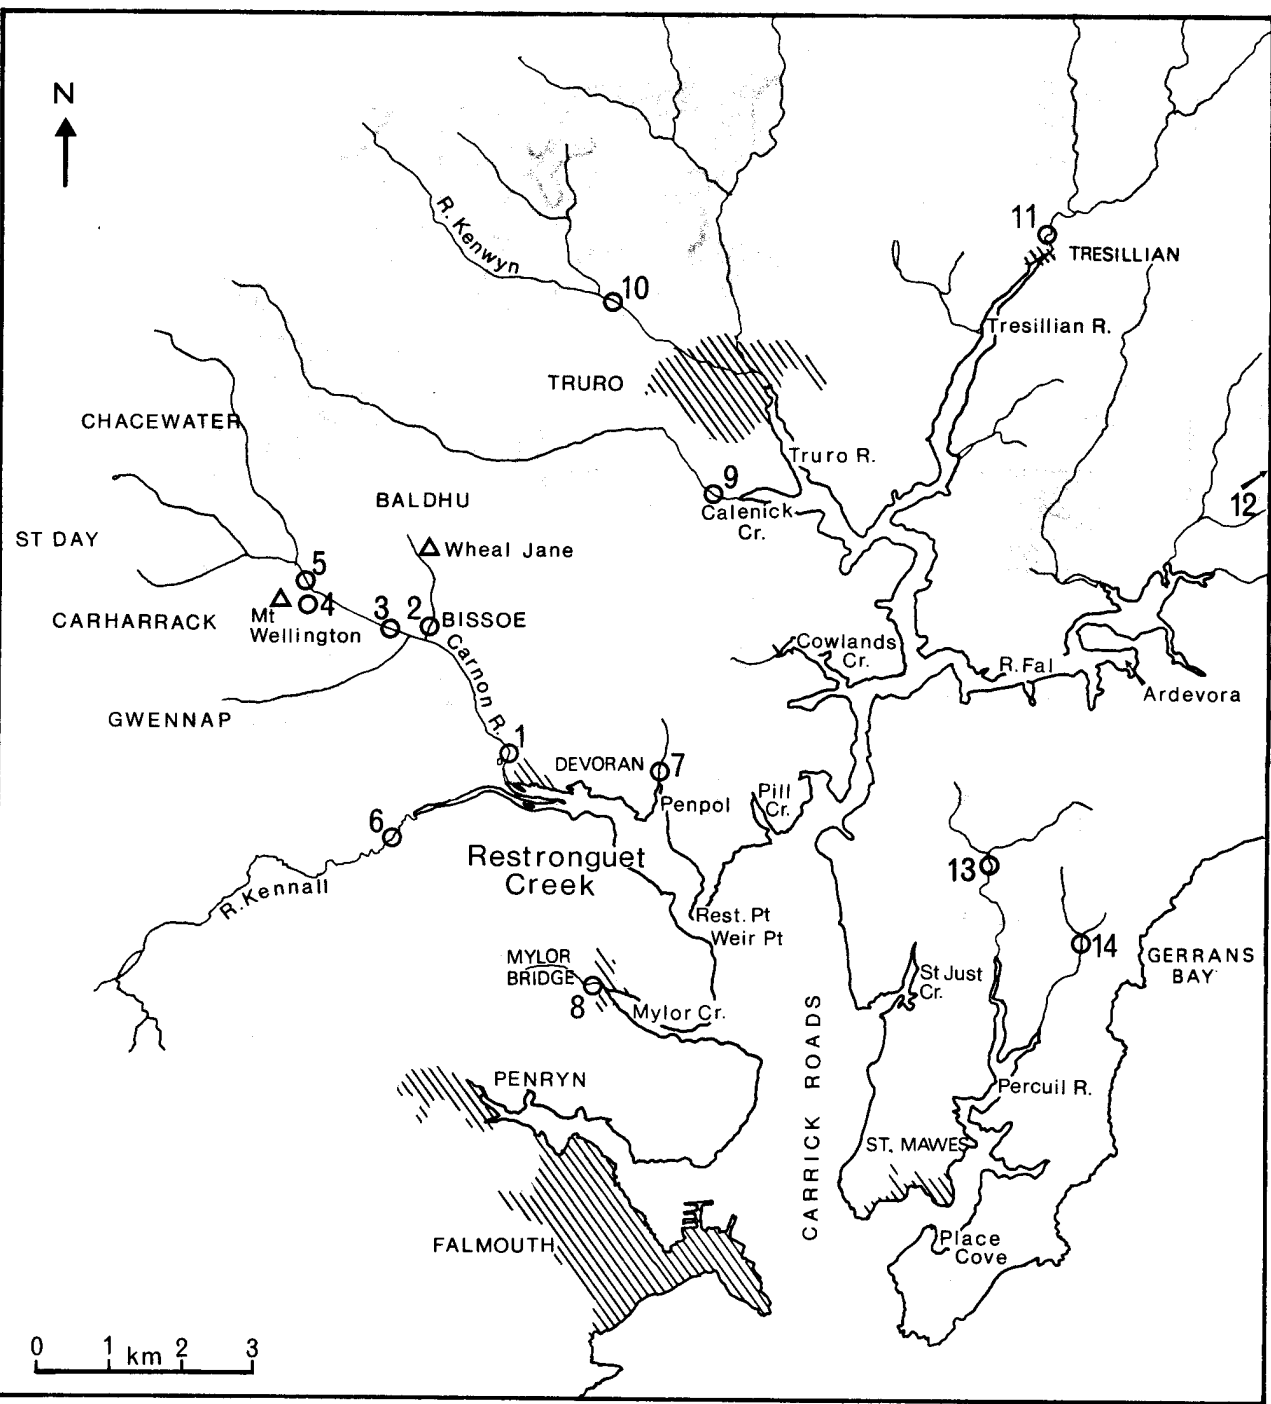 N
11
TRESILLIAN
R. Kenwyn
10
Tresillian R.
TRURO
CHACEWATER
Truro R.
9
BALDHU
Calenick
Cr.
12
ST DAY
Wheal Jane
5
4
3
2
BISSOE
CARHARRACK
Mt
Wellington
Carnon R.
Cowlands
Cr.
R. Fal
Ardevora
GWENNAP
1
DEVORAN
7
Penpol
Pill
Cr.
6
Restronguet
Creek
13
R. Kennall
Rest. Pt
Weir Pt
14
GERRANS
BAY
MYLOR
BRIDGE
8
Mylor Cr.
St Just
Cr.
CARRICK ROADS
PENRYN
Percuil R.
ST. MAWES
FALMOUTH
Place
Cove
0 1 2 3
km